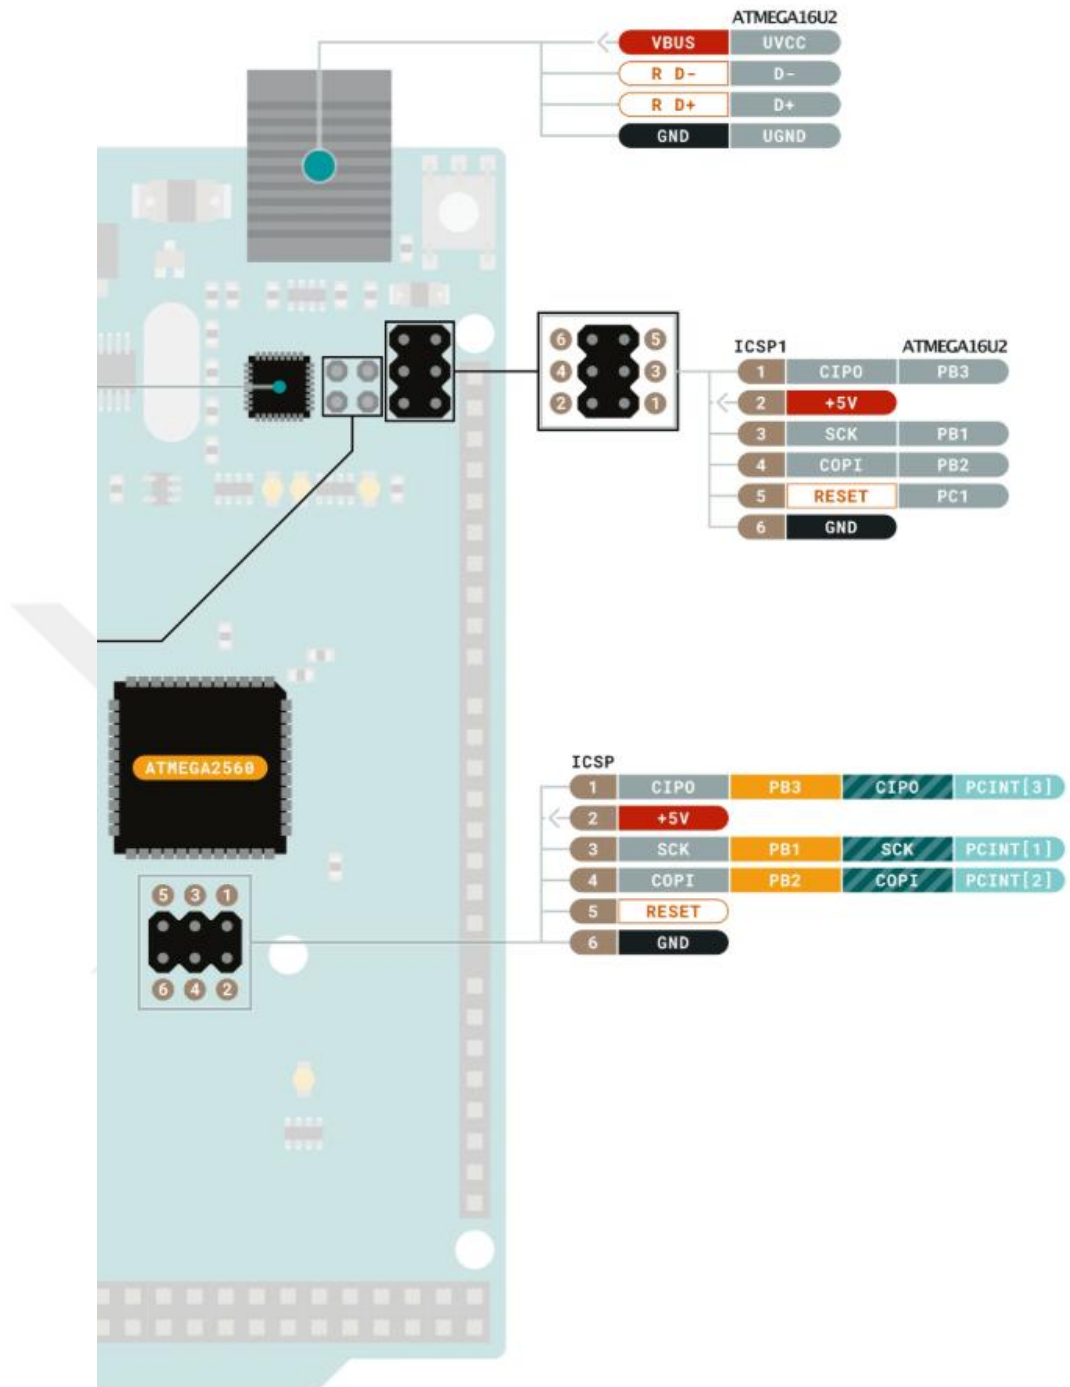 ATMEGA16U2
VBUS UVCC
R D- D-
R D+ D+
GND UGND
6 5
4 3
2 1
ICSP1 ATMEGA16U2
1 CIPO PB3
2 +5V
3 SCK PB1
4 COPI PB2
5 RESET PC1
6 GND
ATMEGA2560
5 3 1
6 4 2
ICSP
1 CIPO PB3 CIPO PCINT[3]
2 +5V
3 SCK PB1 SCK PCINT[1]
4 COPI PB2 COPI PCINT[2]
5 RESET
6 GND